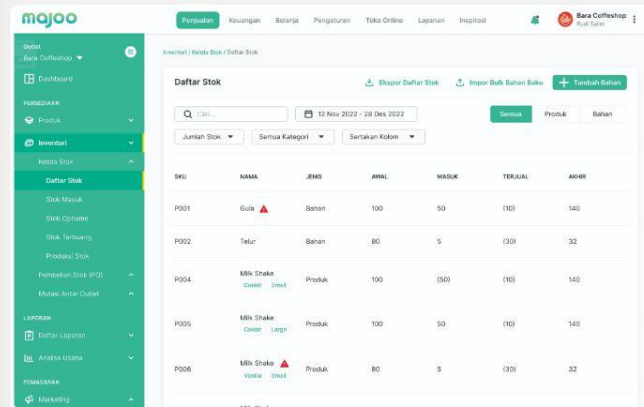 majoo
Penjualan Keuangan Belanja Pengaturan Toko Online Layanan Inspirasi
Bara Coffeshop
Rudi Salim
Outlet
Bara Coffeshop
Dashboard
PERSEDIAAN
Produk
Inventori
Kelola Stok
Daftar Stok
Stok Masuk
Stok Opname
Stok Terbuang
Produksi Stok
Pembelian Stok (PO)
Mutasi Antar Outlet
LAPORAN
Daftar Laporan
Analisa Usaha
PEMASARAN
Marketing
Inventori / Kelola Stok / Daftar Stok
Daftar Stok
Ekspor Daftar Stok Impor Bulk Bahan Baku + Tambah Bahan
Cari... 12 Nov 2022 - 28 Des 2022 Semua Produk Bahan
Jumlah Stok Semua Kategori Sertakan Kolom
SKU NAMA JENIS AWAL MASUK TERJUAL AKHIR
P001 Gula Bahan 100 50 (10) 140
P002 Telur Bahan 80 5 (30) 32
P004 Milk Shake Produk 100 (50) (10) 140
Coklat Small
P005 Milk Shake Produk 100 50 (10) 140
Coklat Large
P006 Milk Shake Produk 80 5 (30) 32
Vanilla Small